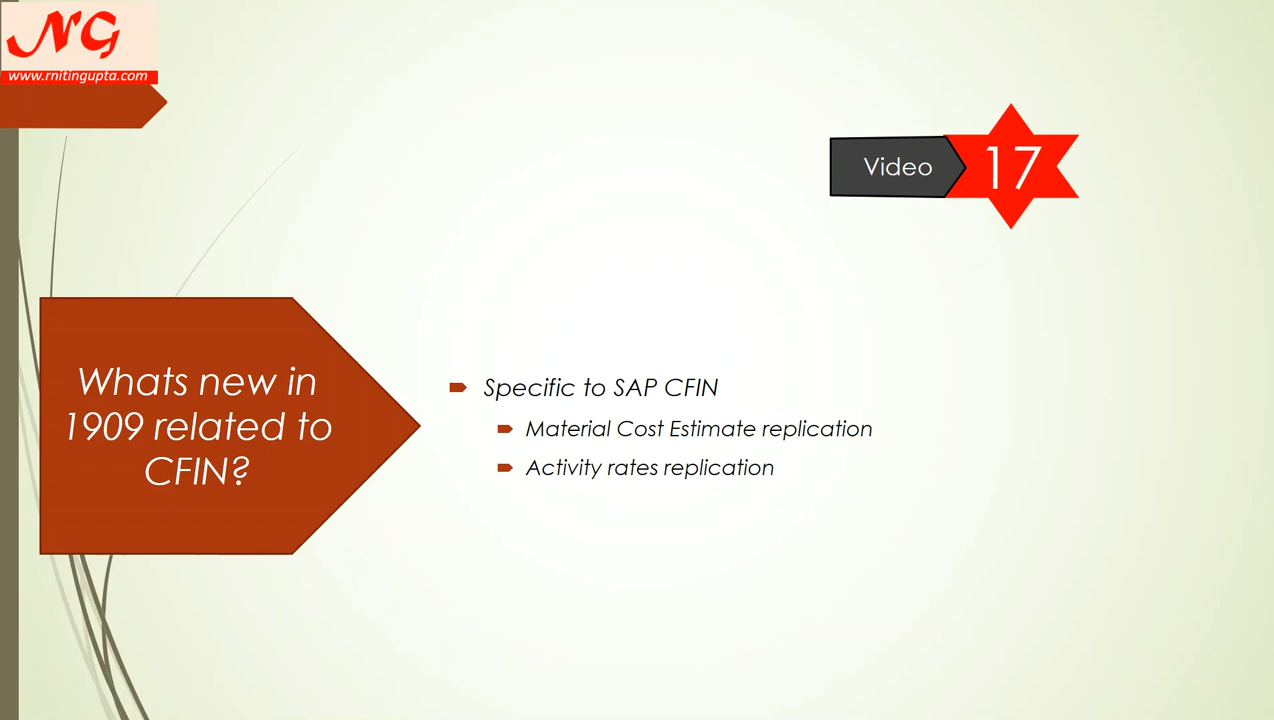 NG
www.rnitingupta.com
Video
17
Whats new in
1909 related to
CFIN?
Specific to SAP CFIN
Material Cost Estimate replication
Activity rates replication